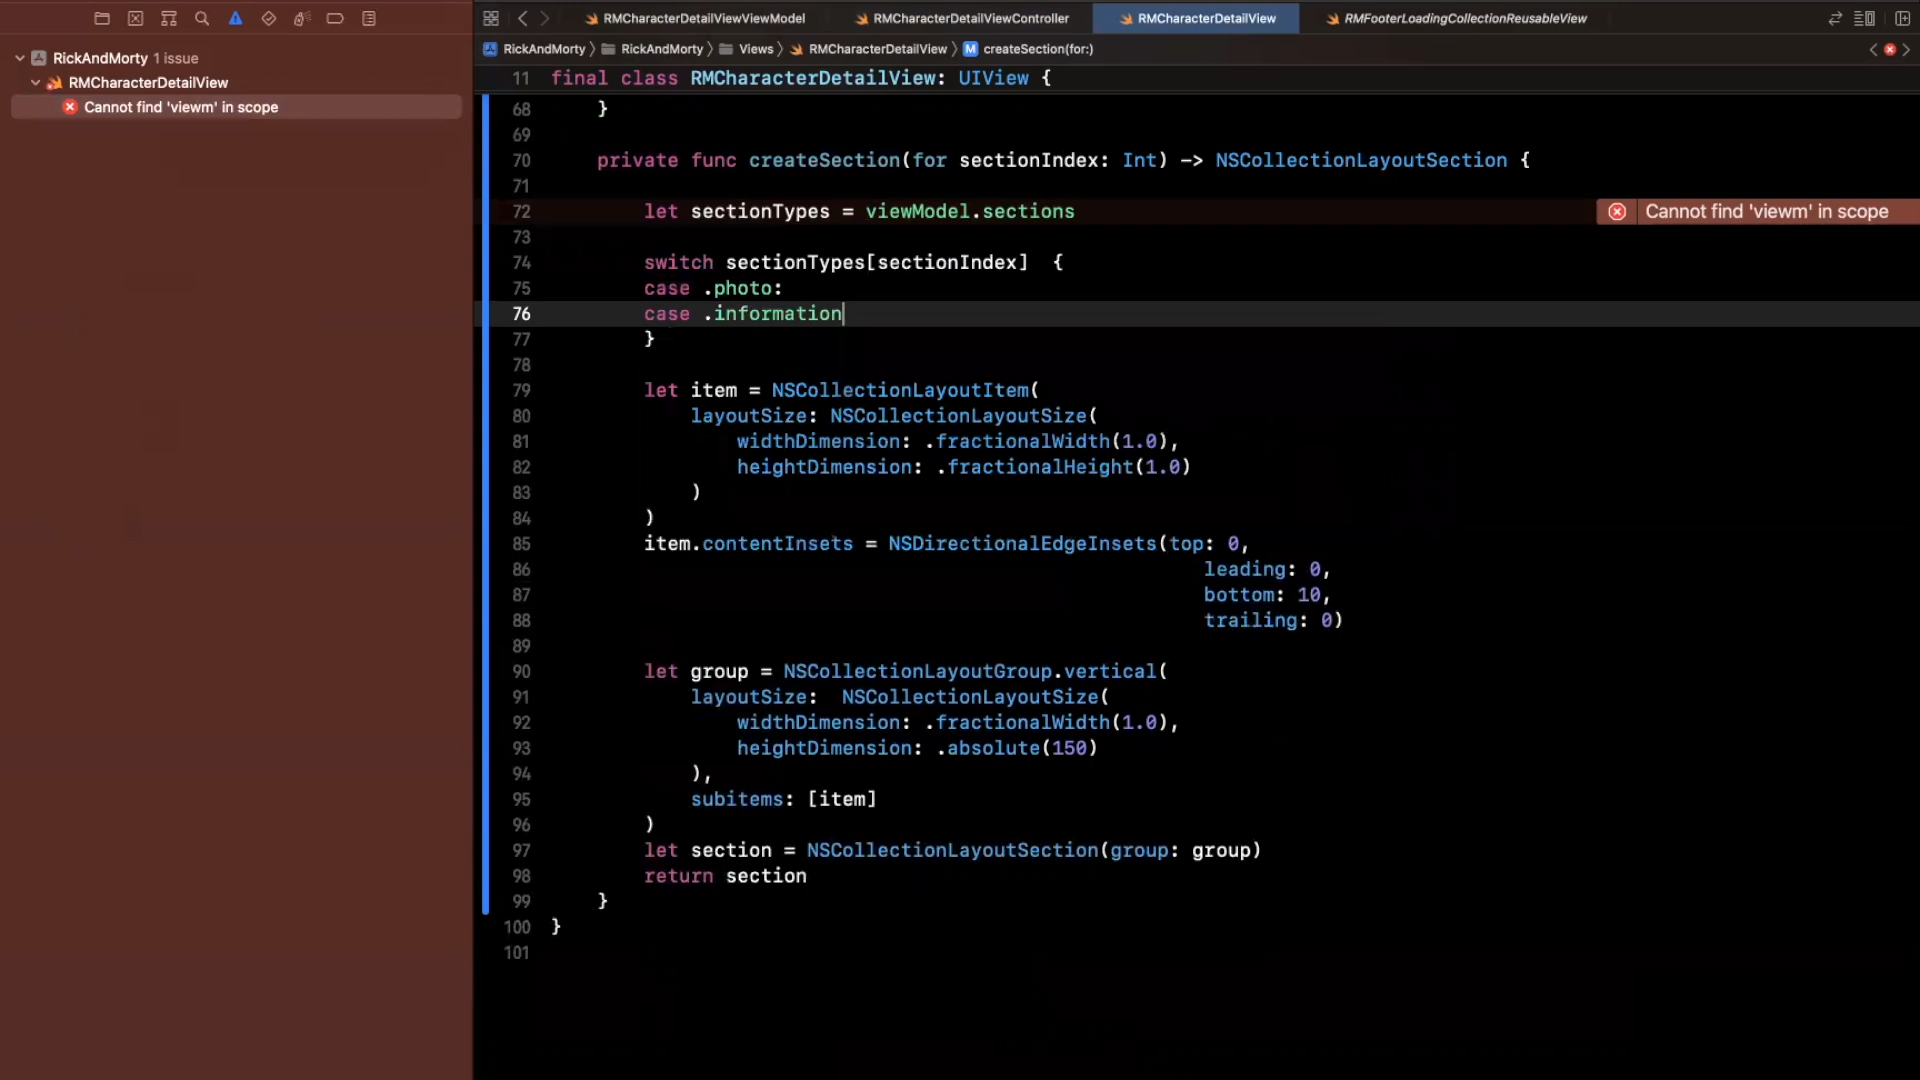 RMCharacterDetailViewViewModel
RMCharacterDetailViewController
RMCharacterDetailView
RMFooterLoadingCollectionReusableView
RickAndMorty
RickAndMorty
Views
RMCharacterDetailView
M createSection(for:)
RickAndMorty 1 issue
RMCharacterDetailView
Cannot find 'viewm' in scope
11 final class RMCharacterDetailView: UIView {
68 }
69
70 private func createSection(for sectionIndex: Int) -> NSCollectionLayoutSection {
71
72 let sectionTypes = viewModel.sections
Cannot find 'viewm' in scope
73
74 switch sectionTypes[sectionIndex]  {
75 case .photo:
76 case .information
77 }
78
79 let item = NSCollectionLayoutItem(
80 layoutSize: NSCollectionLayoutSize(
81 widthDimension: .fractionalWidth(1.0),
82 heightDimension: .fractionalHeight(1.0)
83 )
84 )
85 item.contentInsets = NSDirectionalEdgeInsets(top: 0,
86 leading: 0,
87 bottom: 10,
88 trailing: 0)
89
90 let group = NSCollectionLayoutGroup.vertical(
91 layoutSize:  NSCollectionLayoutSize(
92 widthDimension: .fractionalWidth(1.0),
93 heightDimension: .absolute(150)
94 ),
95 subitems: [item]
96 )
97 let section = NSCollectionLayoutSection(group: group)
98 return section
99 }
100 }
101